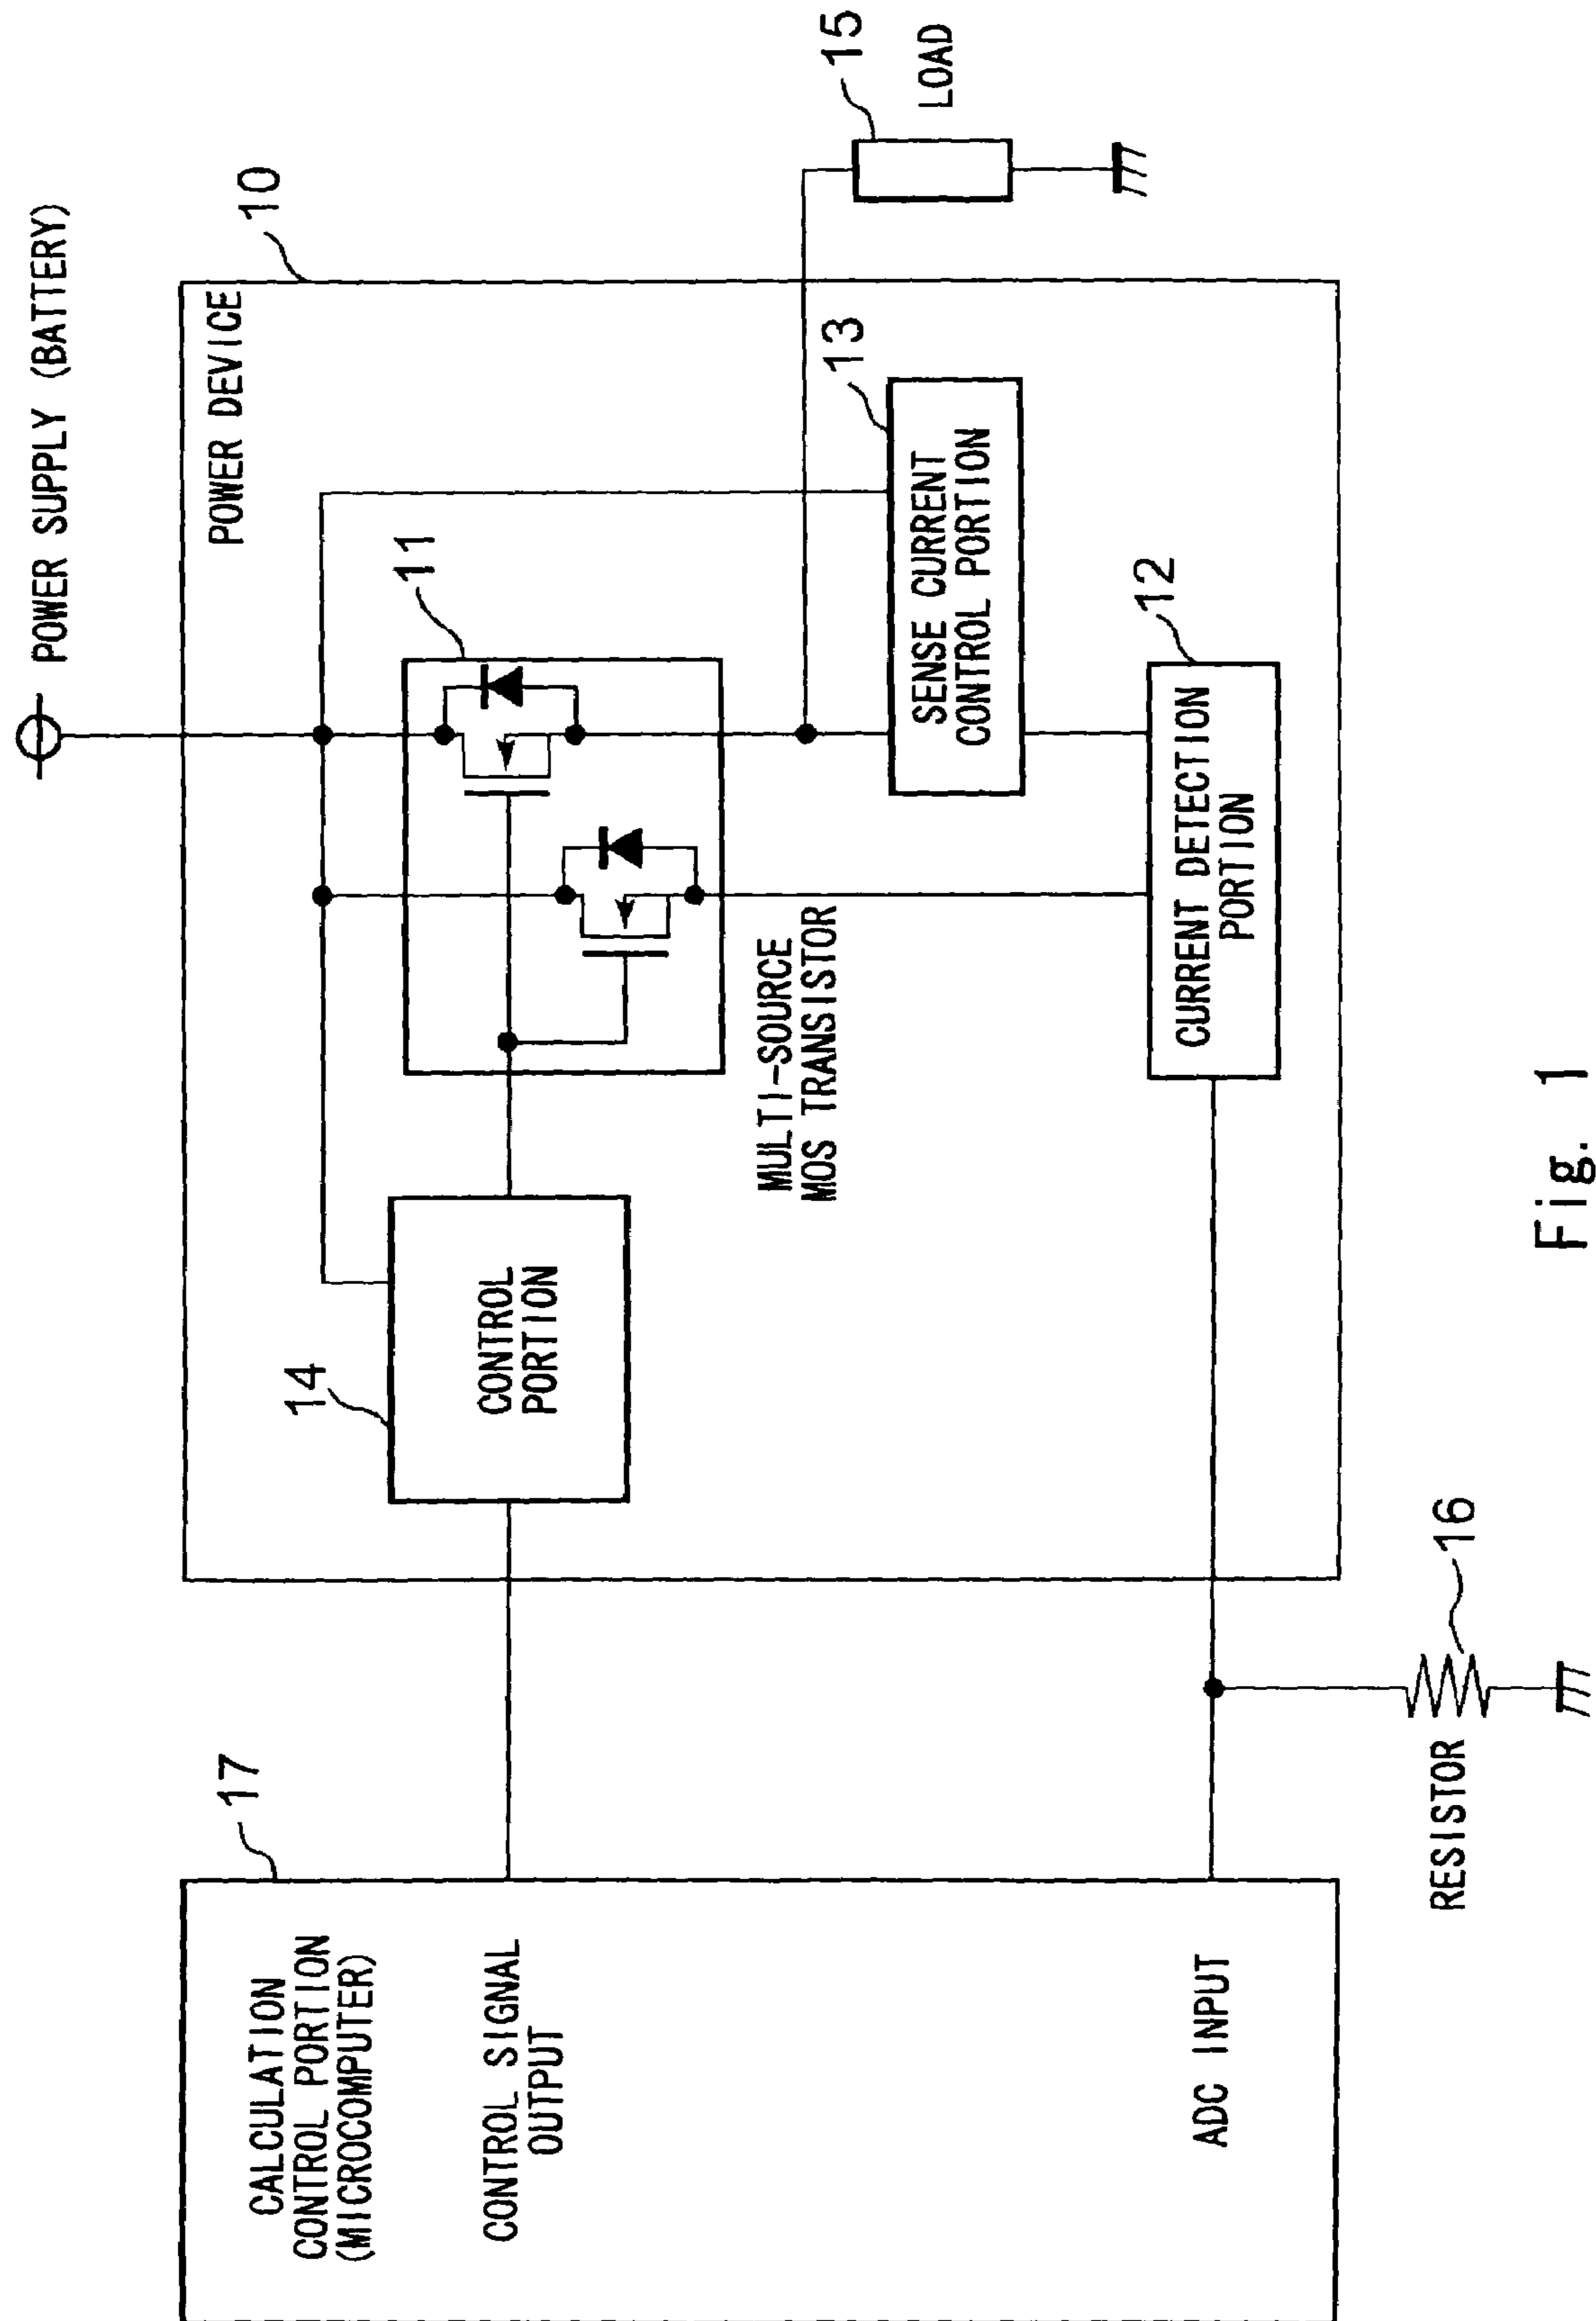 POWER SUPPLY (BATTERY)
10
POWER DEVICE
17
CALCULATION
CONTROL PORTION
(MICROCOMPUTER)
CONTROL SIGNAL
OUTPUT
ADC INPUT
14
CONTROL
PORTION
11
MULTI-SOURCE
MOS TRANSISTOR
13
SENSE CURRENT
CONTROL PORTION
15
LOAD
12
CURRENT DETECTION
PORTION
RESISTOR
16
Fig. 1